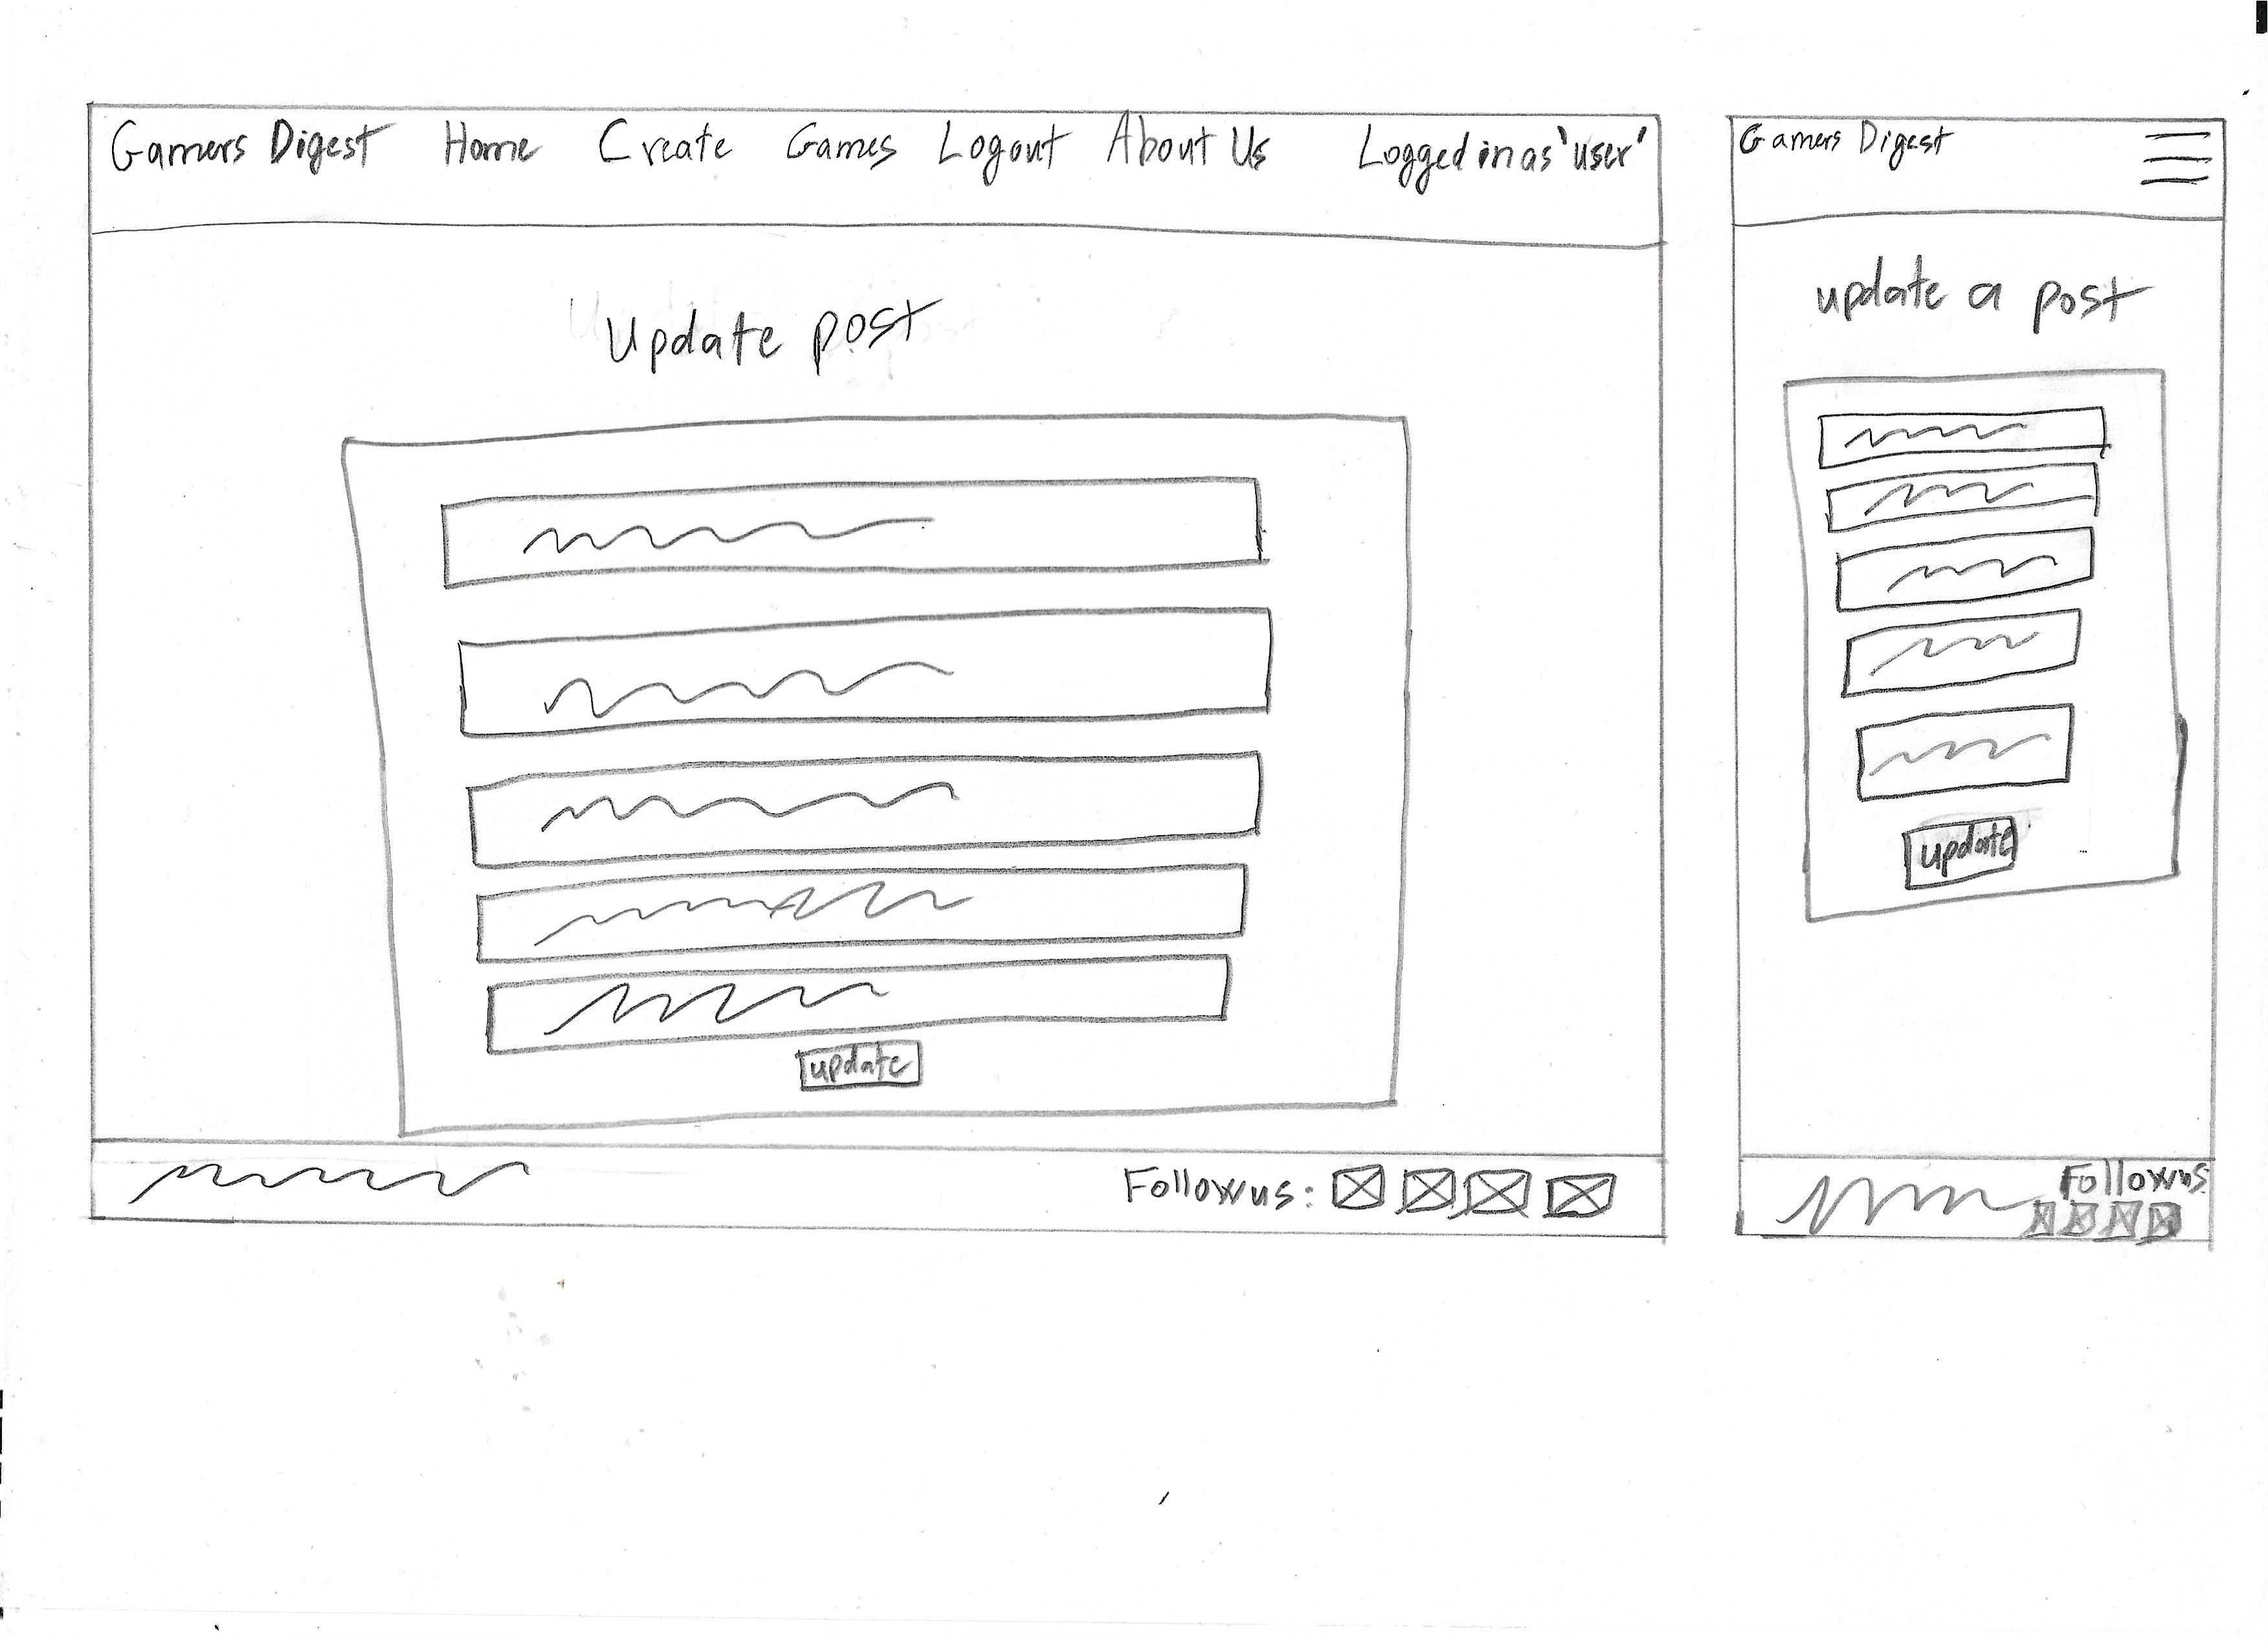 Gamers Digest Home Create Games Logout About Us Logged in as 'user'
Update post
update
Follow us:
Gamers Digest
update a post
update
Follow us